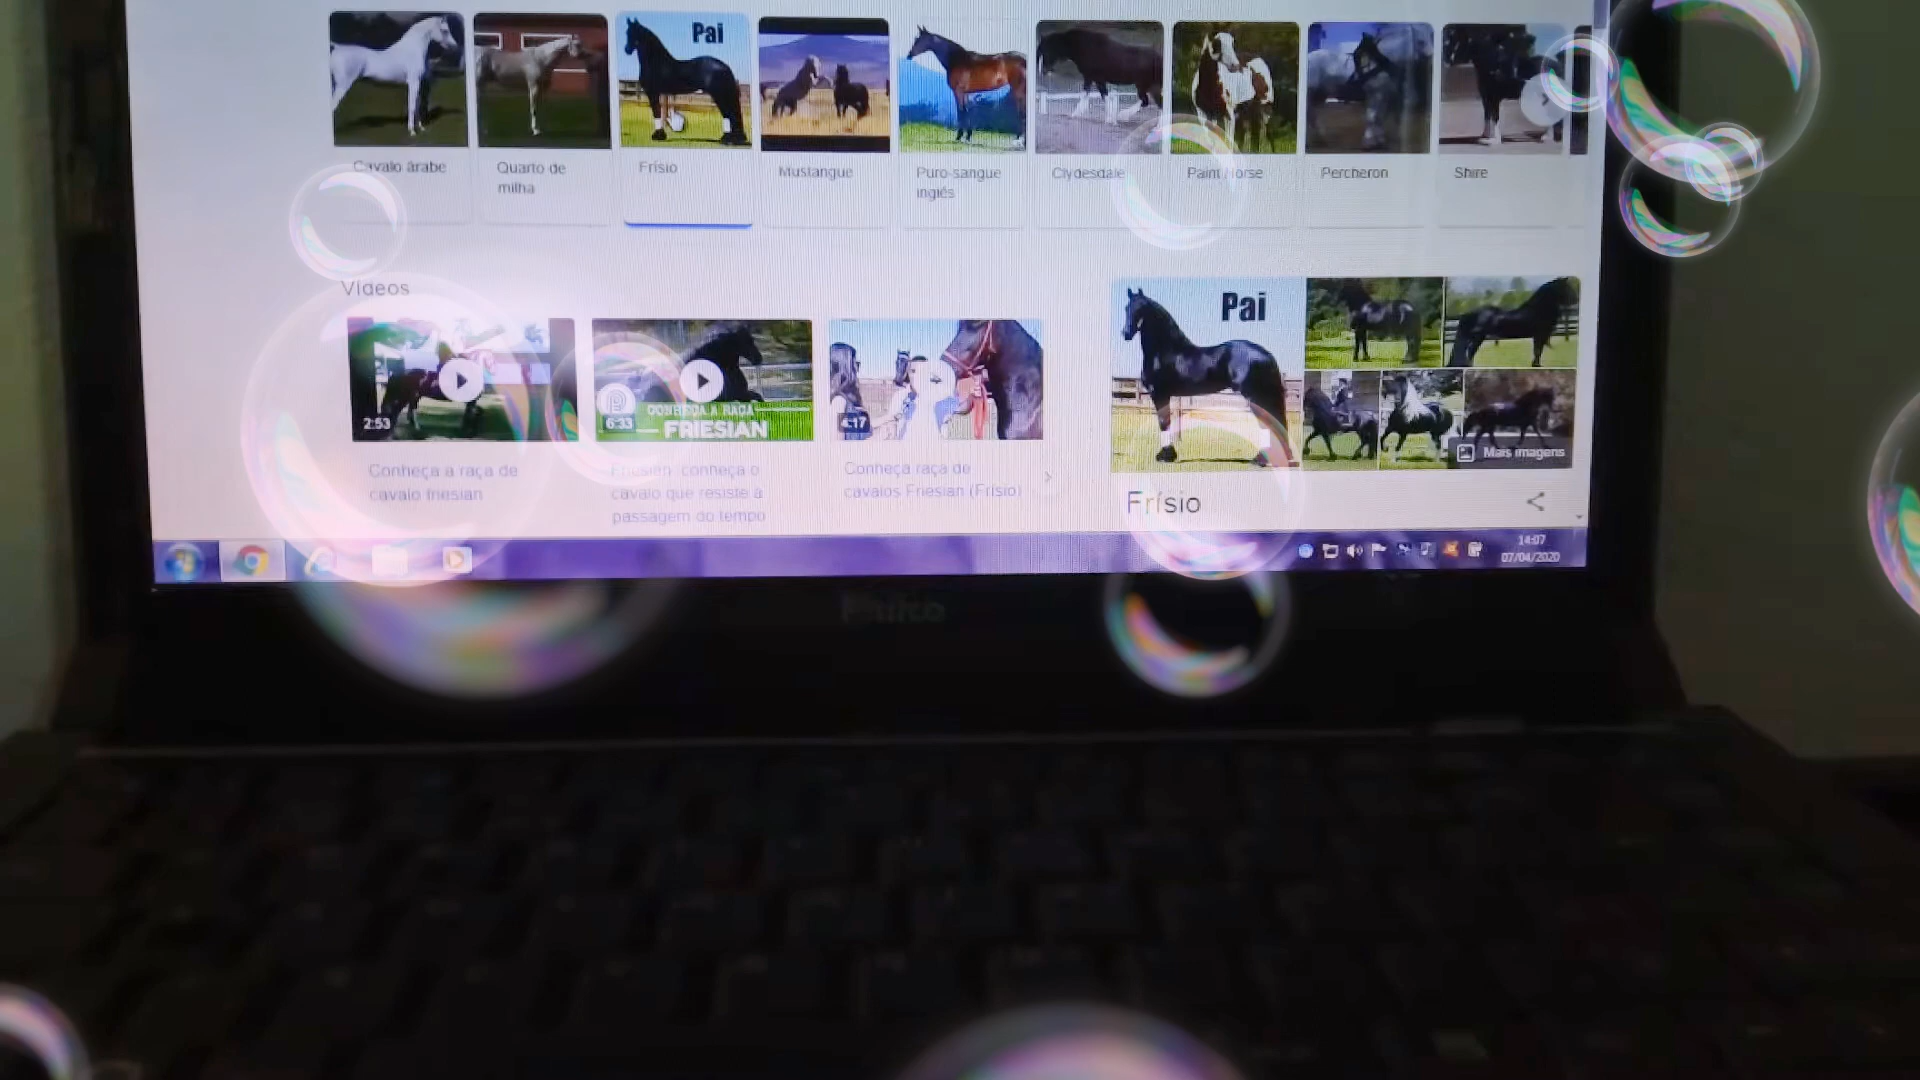 Pai
Cavalo árabe
Quarto de
milha
Frísio
Mustangue
Puro-sangue
inglês
Clydesdale
Paint Horse
Percheron
Shire
Vídeos
2:53
6:33
CONHEÇA A RAÇA
FRIESIAN
4:17
Conheça a raça de
cavalo friesian
Friesian: conheça o
cavalo que resiste à
passagem do tempo
Conheça raça de
cavalos Friesian (Frísio)
Pai
Mais imagens
Frísio
14:07
07/04/2020
Philco